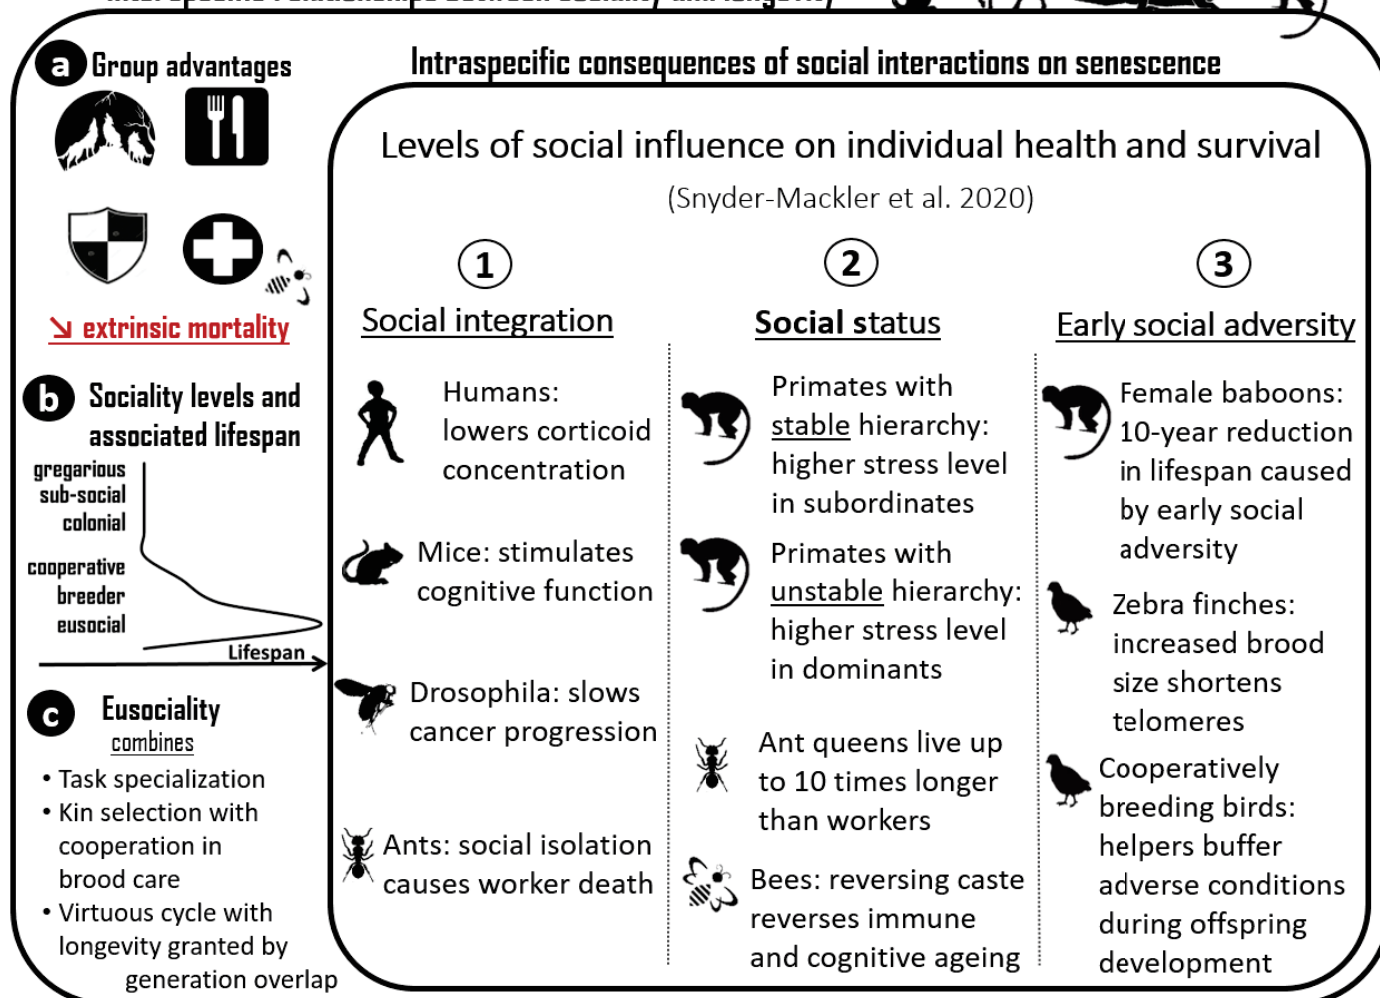 Interspecific relationships between sociality and longevity
a Group advantages
↘ extrinsic mortality
b Sociality levels and
associated lifespan
gregarious
sub-social
colonial
cooperative
breeder
eusocial
Lifespan
c Eusociality
combines
• Task specialization
• Kin selection with
cooperation in
brood care
• Virtuous cycle with
longevity granted by
generation overlap
Intraspecific consequences of social interactions on senescence
Levels of social influence on individual health and survival
(Snyder-Mackler et al. 2020)
1
Social integration
Humans:
lowers corticoid
concentration
Mice: stimulates
cognitive function
Drosophila: slows
cancer progression
Ants: social isolation
causes worker death
2
Social status
Primates with
stable hierarchy:
higher stress level
in subordinates
Primates with
unstable hierarchy:
higher stress level
in dominants
Ant queens live up
to 10 times longer
than workers
Bees: reversing caste
reverses immune
and cognitive ageing
3
Early social adversity
Female baboons:
10-year reduction
in lifespan caused
by early social
adversity
Zebra finches:
increased brood
size shortens
telomeres
Cooperatively
breeding birds:
helpers buffer
adverse conditions
during offspring
development